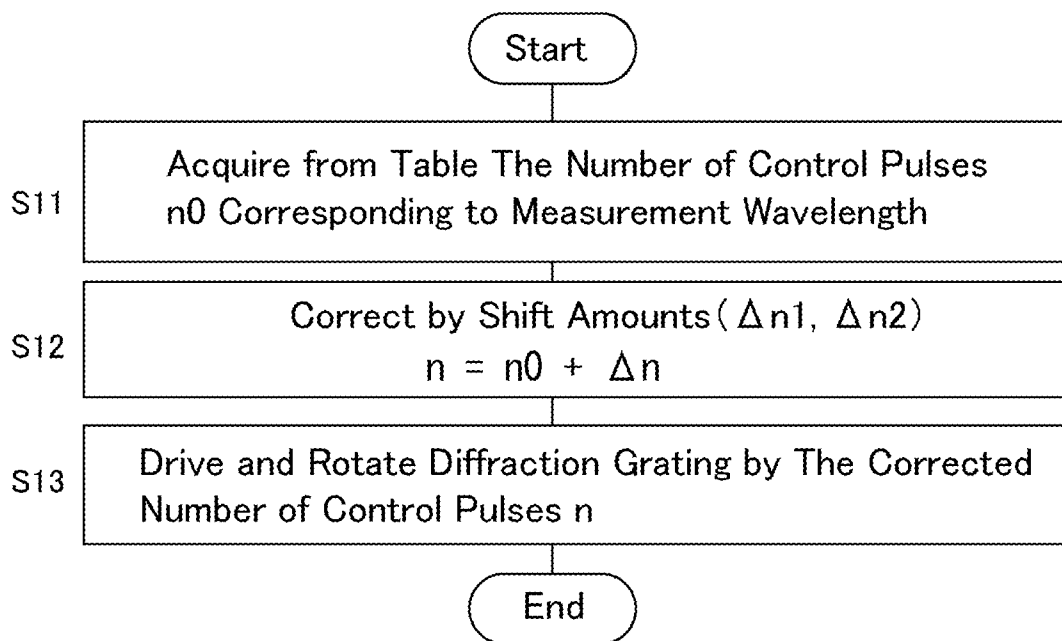 Start
S11
Acquire from Table The Number of Control Pulses
n0 Corresponding to Measurement Wavelength
S12
Correct by Shift Amounts(Δn1, Δn2)
n = n0 + Δn
S13
Drive and Rotate Diffraction Grating by The Corrected
Number of Control Pulses n
End